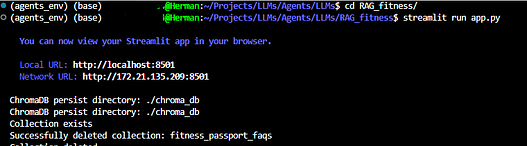 (agents_env) (base) ..@Herman:~/Projects/LLMs/Agents/LLMs$ cd RAG_fitness/
(agents_env) (base) @Herman:~/Projects/LLMs/Agents/LLMs/RAG_fitness$ streamlit run app.py
You can now view your Streamlit app in your browser.
Local URL: http://localhost:8501
Network URL: http://172.21.135.209:8501
ChromaDB persist directory: ./chroma_db
ChromaDB persist directory: ./chroma_db
Collection exists
Successfully deleted collection: fitness_passport_faqs
Collection deleted